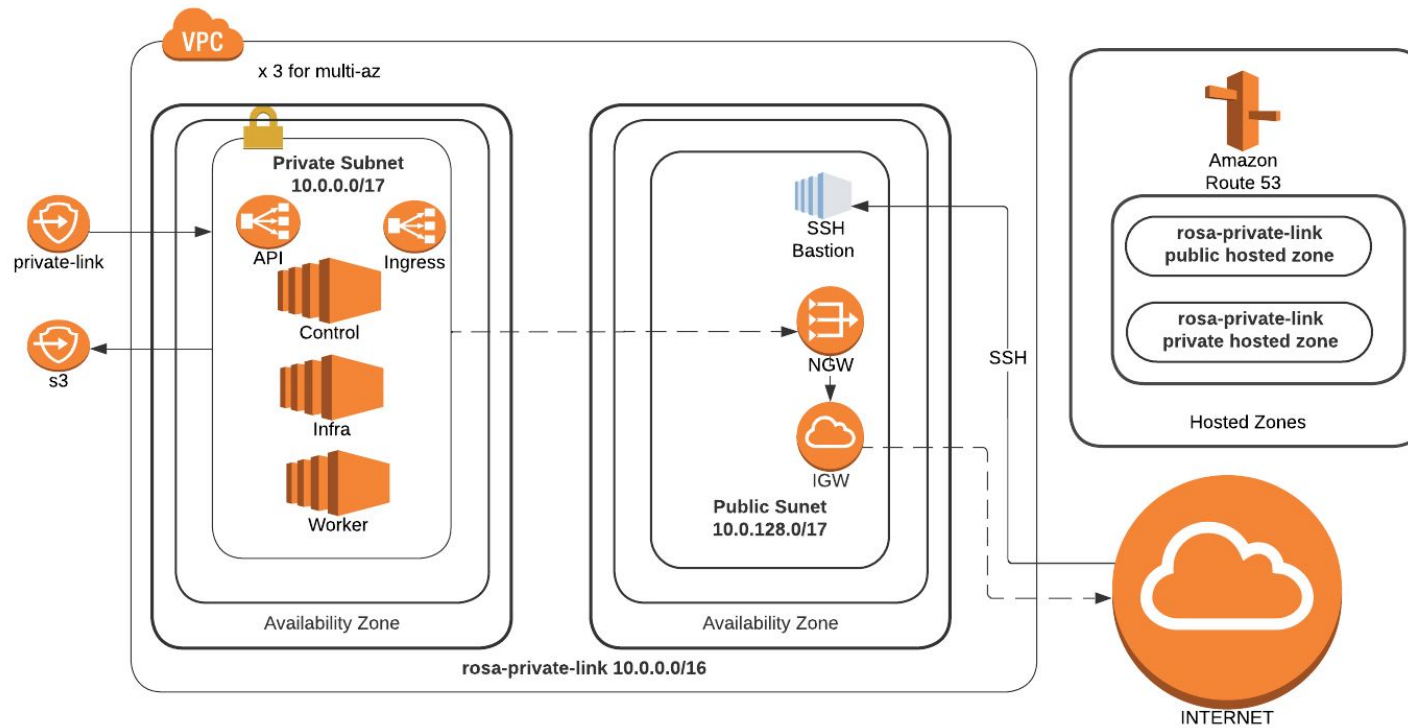 VPC
x 3 for multi-az
Private Subnet
10.0.0.0/17
API
Ingress
Control
Infra
Worker
Availability Zone
private-link
s3
SSH
Bastion
NGW
IGW
Public Sunet
10.0.128.0/17
Availability Zone
rosa-private-link 10.0.0.0/16
SSH
Amazon
Route 53
rosa-private-link
public hosted zone
rosa-private-link
private hosted zone
Hosted Zones
INTERNET